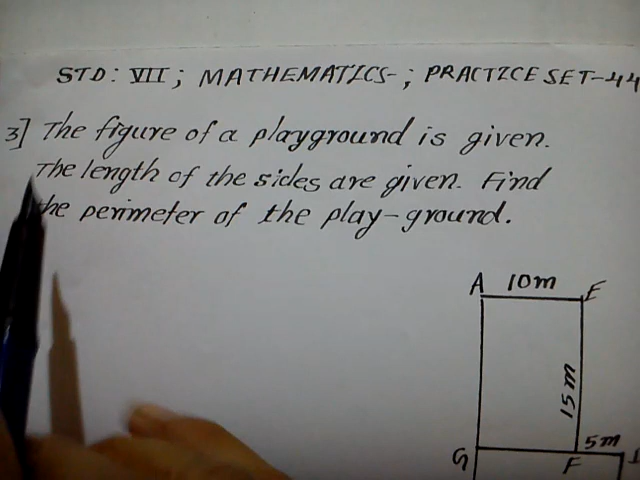 STD: VII; MATHEMATICS-; PRACTICE SET-44
3] The figure of a playground is given.
The length of the sides are given. Find
the perimeter of the play-ground.
A 10m E
15m
G F 5m